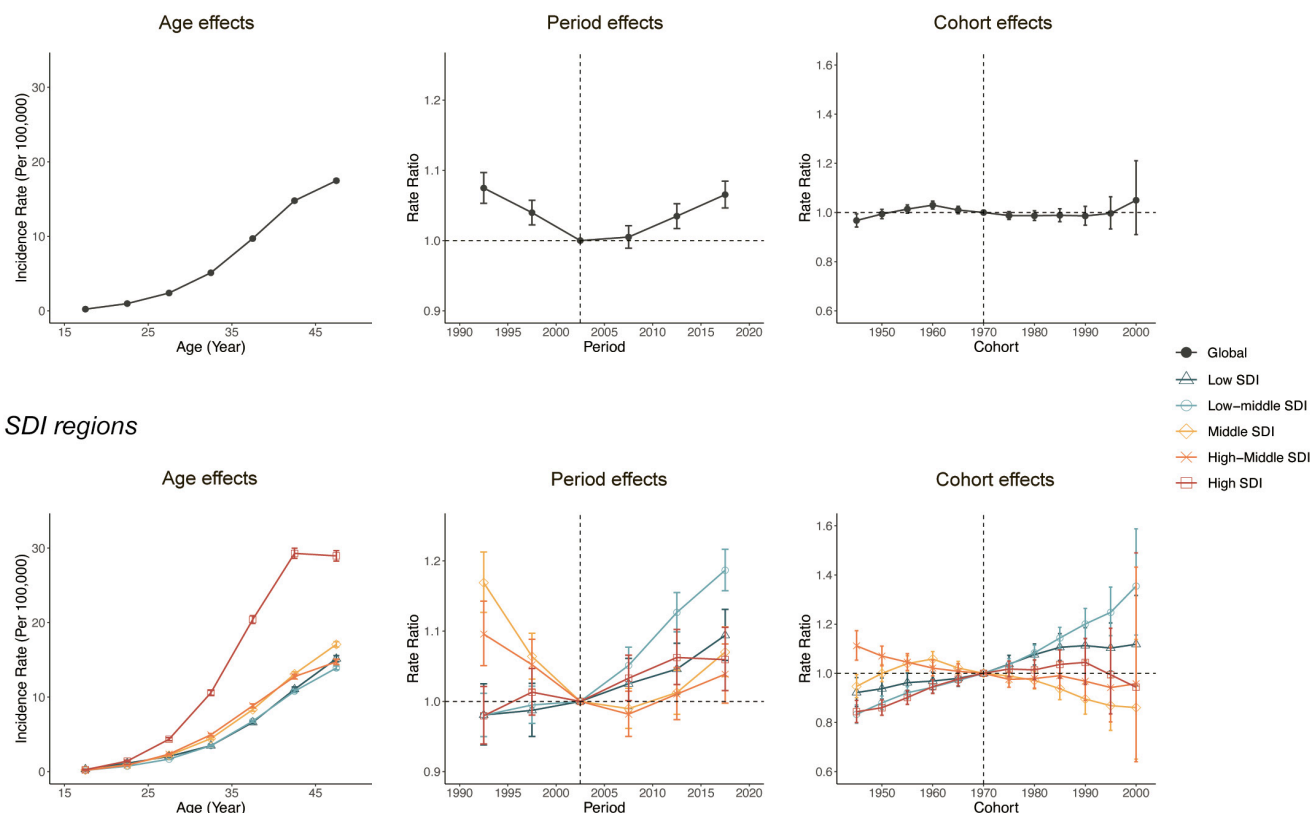 Age effects
Period effects
Cohort effects
Incidence Rate (Per 100,000)
30
20
10
0
15
25
35
45
Age (Year)
Rate Ratio
1.2
1.1
1.0
0.9
1990
1995
2000
2005
2010
2015
2020
Period
Rate Ratio
1.6
1.4
1.2
1.0
0.8
0.6
1950
1960
1970
1980
1990
2000
Cohort
Global
Low SDI
Low-middle SDI
Middle SDI
High-Middle SDI
High SDI
SDI regions
Age effects
Period effects
Cohort effects
Incidence Rate (Per 100,000)
30
20
10
0
15
25
35
45
Age (Year)
Rate Ratio
1.2
1.1
1.0
0.9
1990
1995
2000
2005
2010
2015
2020
Period
Rate Ratio
1.6
1.4
1.2
1.0
0.8
0.6
1950
1960
1970
1980
1990
2000
Cohort